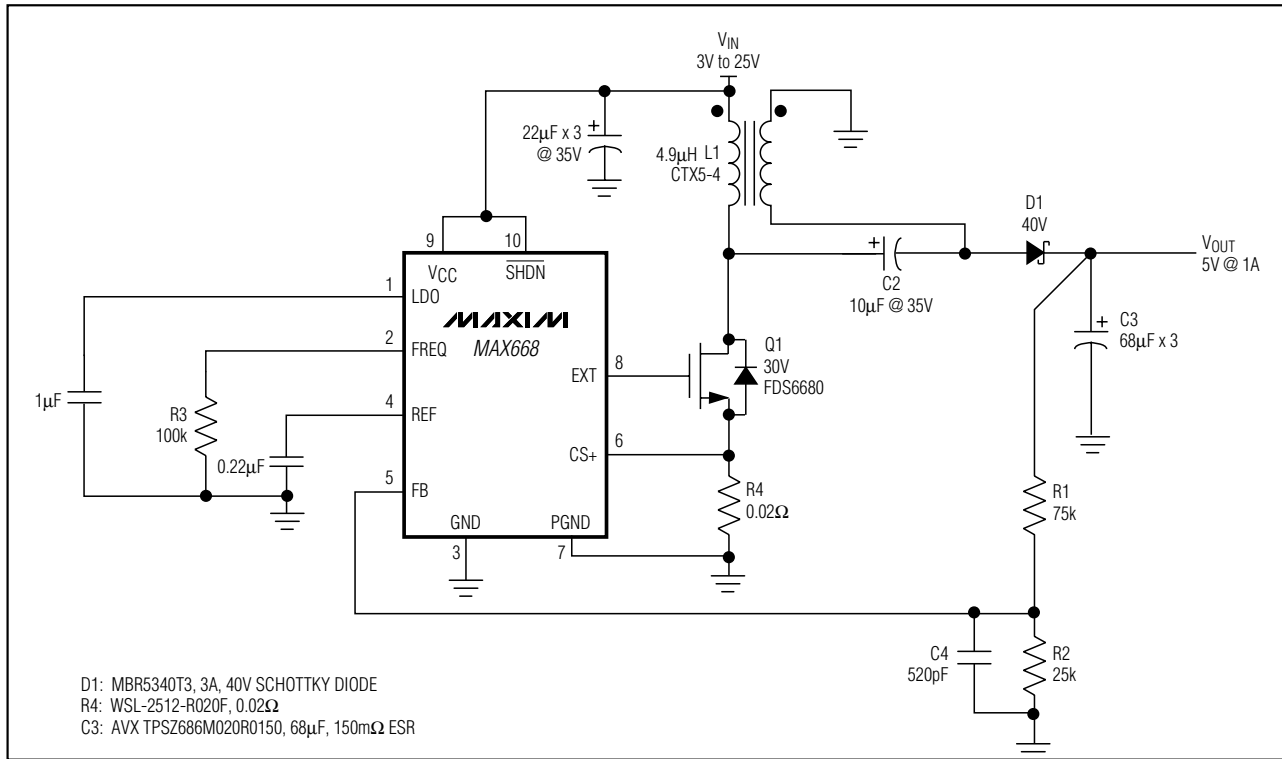 VIN
3V to 25V
22μF x 3
@ 35V
4.9μH L1
CTX5-4
D1
40V
VOUT
5V @ 1A
C2
10μF @ 35V
C3
68μF x 3
9
10
VCC
SHDN
1
LDO
MAXIM
MAX668
2
FREQ
EXT
8
Q1
30V
FDS6680
1μF
R3
100k
4
REF
0.22μF
CS+
6
5
FB
R4
0.02Ω
R1
75k
GND
PGND
3
7
C4
520pF
R2
25k
D1: MBR5340T3, 3A, 40V SCHOTTKY DIODE
R4: WSL-2512-R020F, 0.02Ω
C3: AVX TPSZ686M020R0150, 68μF, 150mΩ ESR